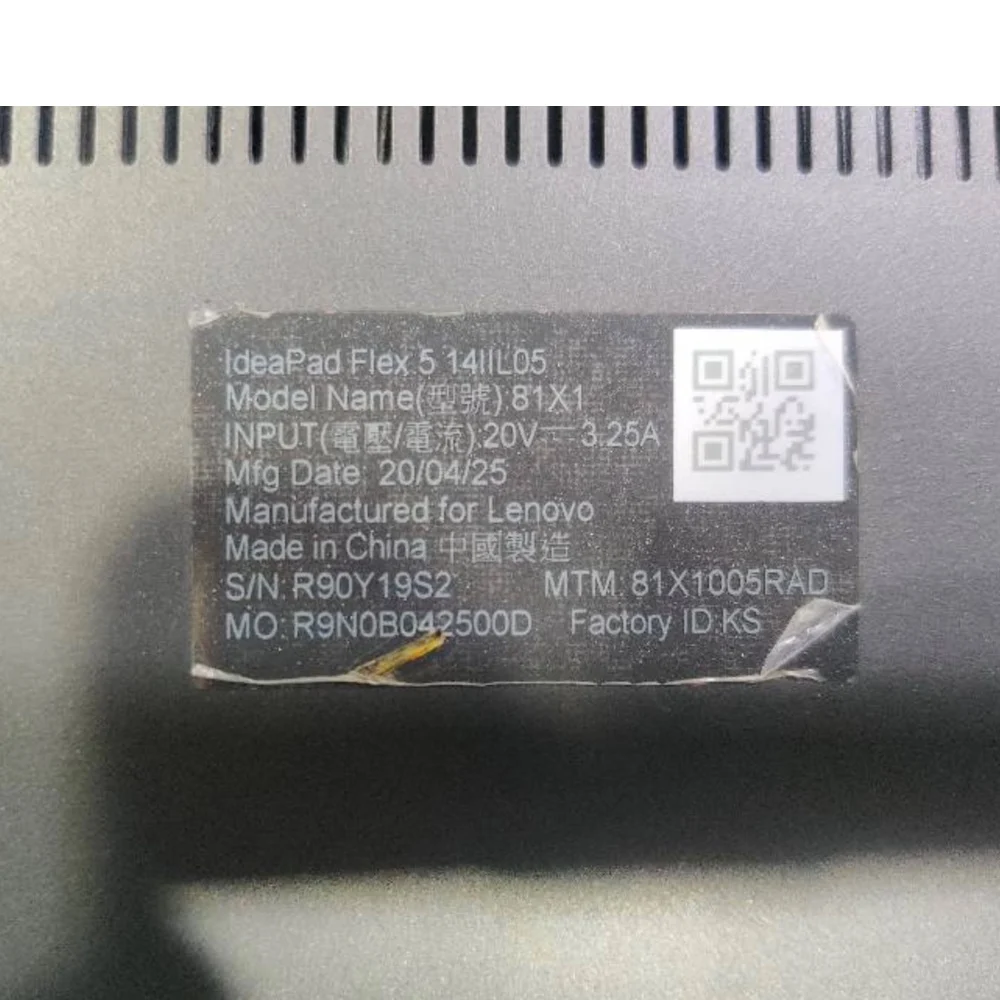 IdeaPad Flex 5 14IIL05
Model Name(型號):81X1
INPUT(電壓/電流):20V⎓3.25A
Mfg Date: 20/04/25
Manufactured for Lenovo
Made in China 中國製造
S/N: R90Y19S2 MTM: 81X1005RAD
MO: R9N0B042500D Factory ID:KS